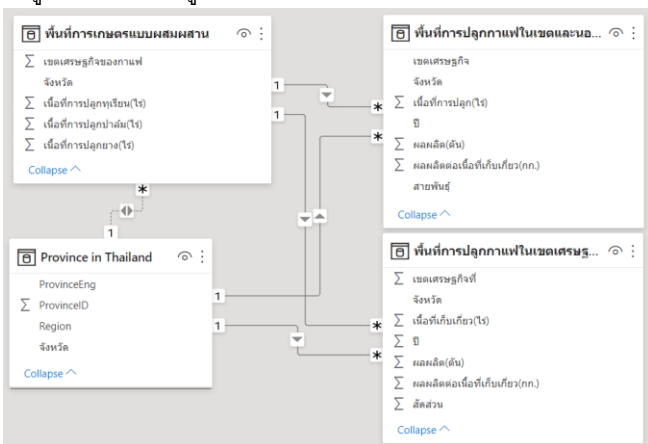 พื้นที่การเกษตรแบบผสมผสาน
เขตเศรษฐกิจของกาแฟ
จังหวัด
เนื้อที่การปลูกทุเรียน(ไร่)
เนื้อที่การปลูกปาล์ม(ไร่)
เนื้อที่การปลูกยาง(ไร่)
Collapse
พื้นที่การปลูกกาแฟในเขตและนอ...
เขตเศรษฐกิจ
จังหวัด
เนื้อที่การปลูก(ไร่)
ปี
ผลผลิต(ตัน)
ผลผลิตต่อเนื้อที่เก็บเกี่ยว(กก.)
สายพันธุ์
Collapse
1
*
1
*
*
1
Province in Thailand
ProvinceEng
ProvinceID
Region
จังหวัด
Collapse
1
1
*
*
พื้นที่การปลูกกาแฟในเขตเศรษฐ...
เขตเศรษฐกิจที่
จังหวัด
เนื้อที่เก็บเกี่ยว(ไร่)
ปี
ผลผลิต(ตัน)
ผลผลิตต่อเนื้อที่เก็บเกี่ยว(กก.)
สัดส่วน
Collapse